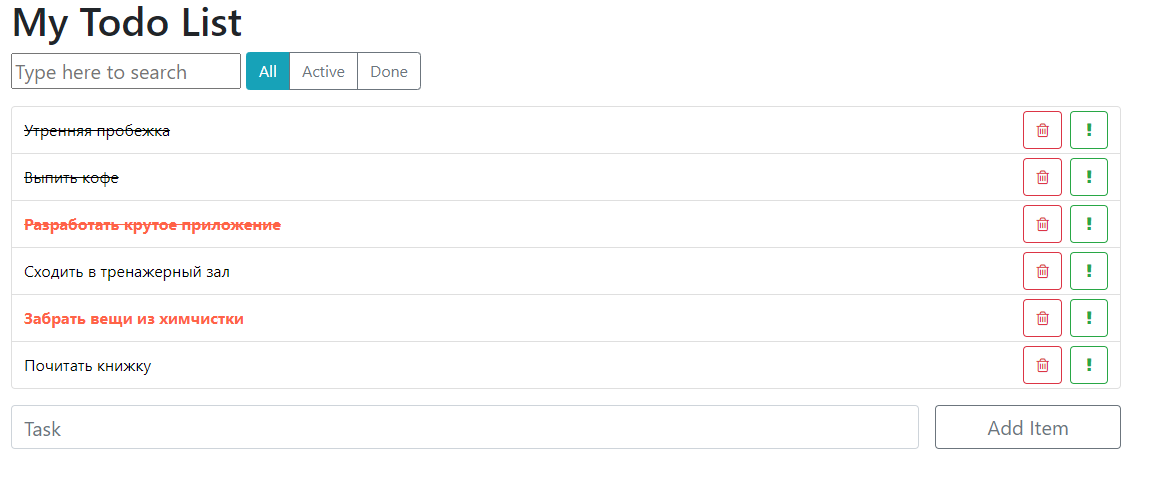 My Todo List
Type here to search All Active Done
Утренняя пробежка
Выпить кофе
Разработать крутое приложение
Сходить в тренажерный зал
Забрать вещи из химчистки
Почитать книжку
Task Add Item